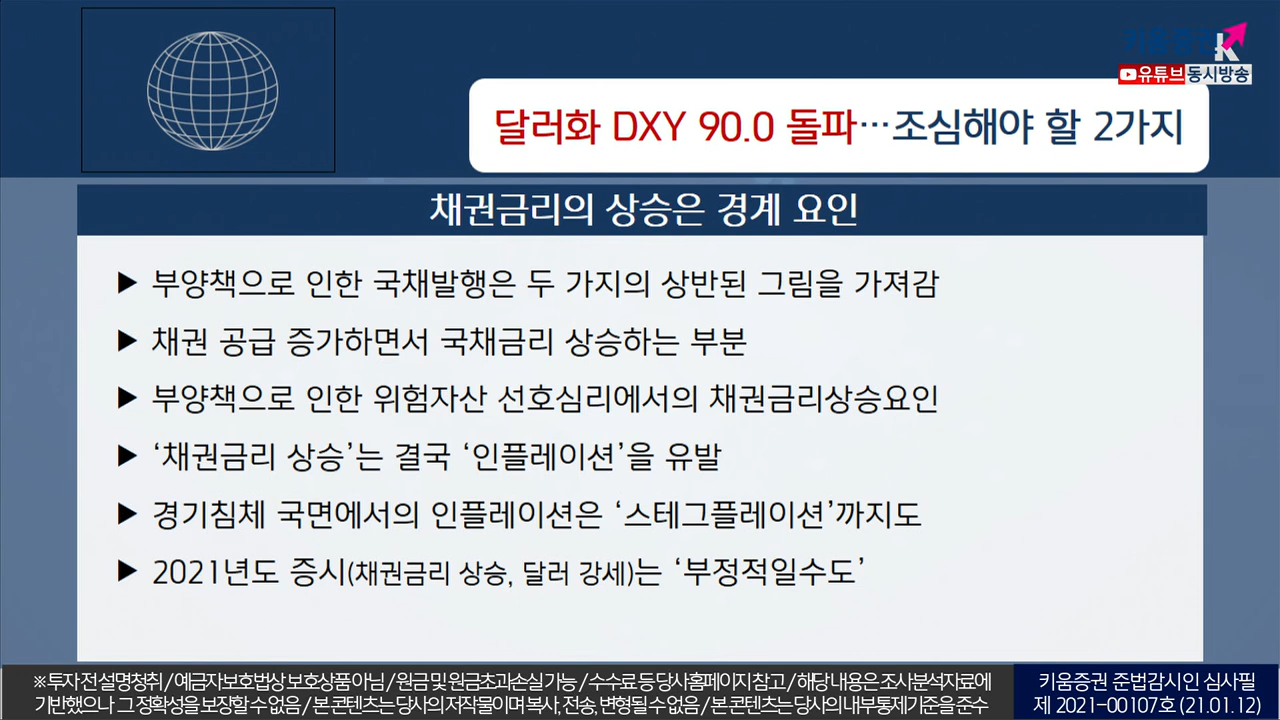 키움증권
유튜브동시방송
달러화 DXY 90.0 돌파…조심해야 할 2가지
채권금리의 상승은 경계 요인
▶ 부양책으로 인한 국채발행은 두 가지의 상반된 그림을 가져감
▶ 채권 공급 증가하면서 국채금리 상승하는 부분
▶ 부양책으로 인한 위험자산 선호심리에서의 채권금리상승요인
▶ ‘채권금리 상승’는 결국 ‘인플레이션’을 유발
▶ 경기침체 국면에서의 인플레이션은 ‘스테그플레이션’까지도
▶ 2021년도 증시(채권금리 상승, 달러 강세)는 ‘부정적일수도’
※ 투자 전 설명청취 / 예금자보호법상 보호상품 아님 / 원금 및 원금초과손실 가능 / 수수료 등 당사홈페이지 참고 / 해당 내용은 조사분석자료에
기반했으나 그 정확성을 보장할 수 없음 / 본 콘텐츠는 당사의 저작물이며 복사, 전송, 변형될 수 없음 / 본 콘텐츠는 당사의 내부통제기준을 준수
키움증권 준법감시인 심사필
제 2021-00107호 (21.01.12)